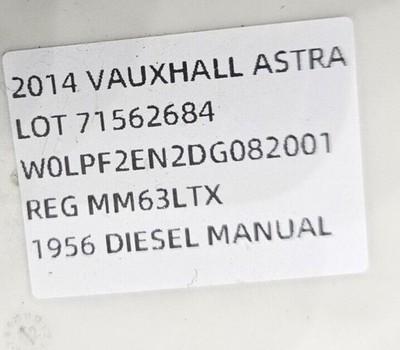 2014 VAUXHALL ASTRA
LOT 71562684
W0LPF2EN2DG082001
REG MM63LTX
1956 DIESEL MANUAL